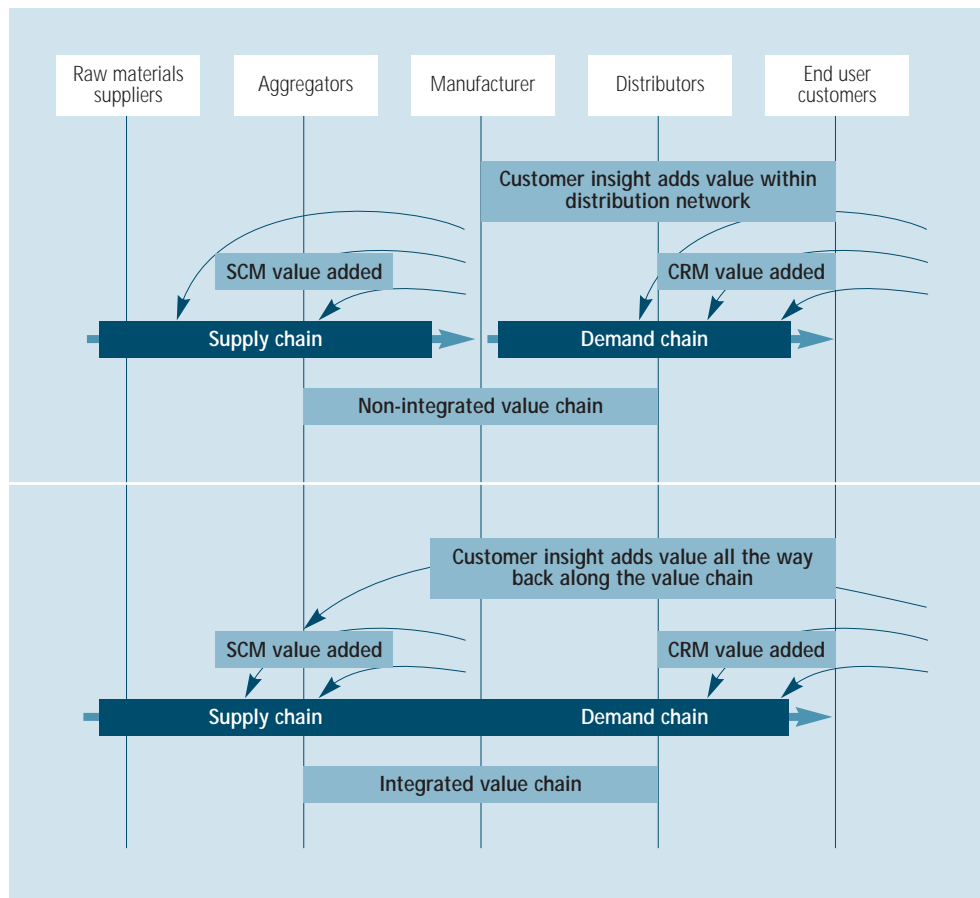 Raw materials
suppliers
Aggregators
Manufacturer
Distributors
End user
customers
Customer insight adds value within
distribution network
SCM value added
CRM value added
Supply chain
Demand chain
Non-integrated value chain
Customer insight adds value all the way
back along the value chain
SCM value added
CRM value added
Supply chain
Demand chain
Integrated value chain